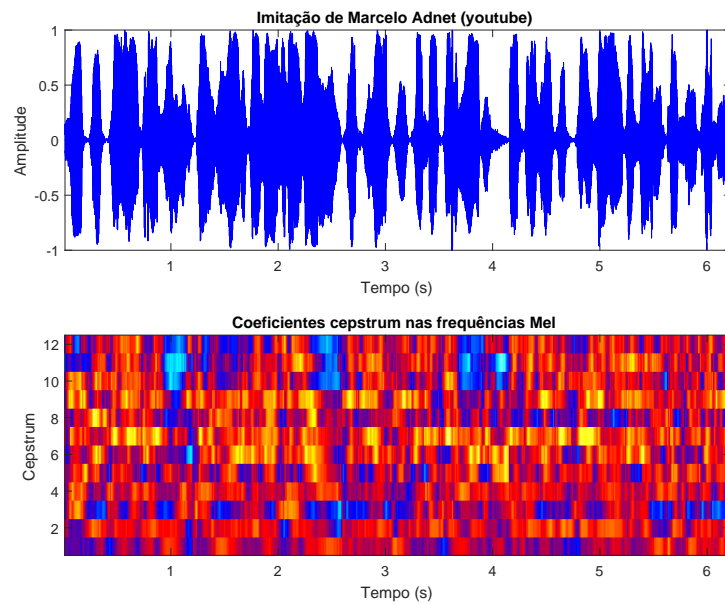 Imitação de Marcelo Adnet (youtube)
1
0.5
0
-0.5
-1
Amplitude
1 2 3 4 5 6
Tempo (s)
Coeficientes cepstrum nas frequências Mel
12
10
8
6
4
2
Cepstrum
1 2 3 4 5 6
Tempo (s)